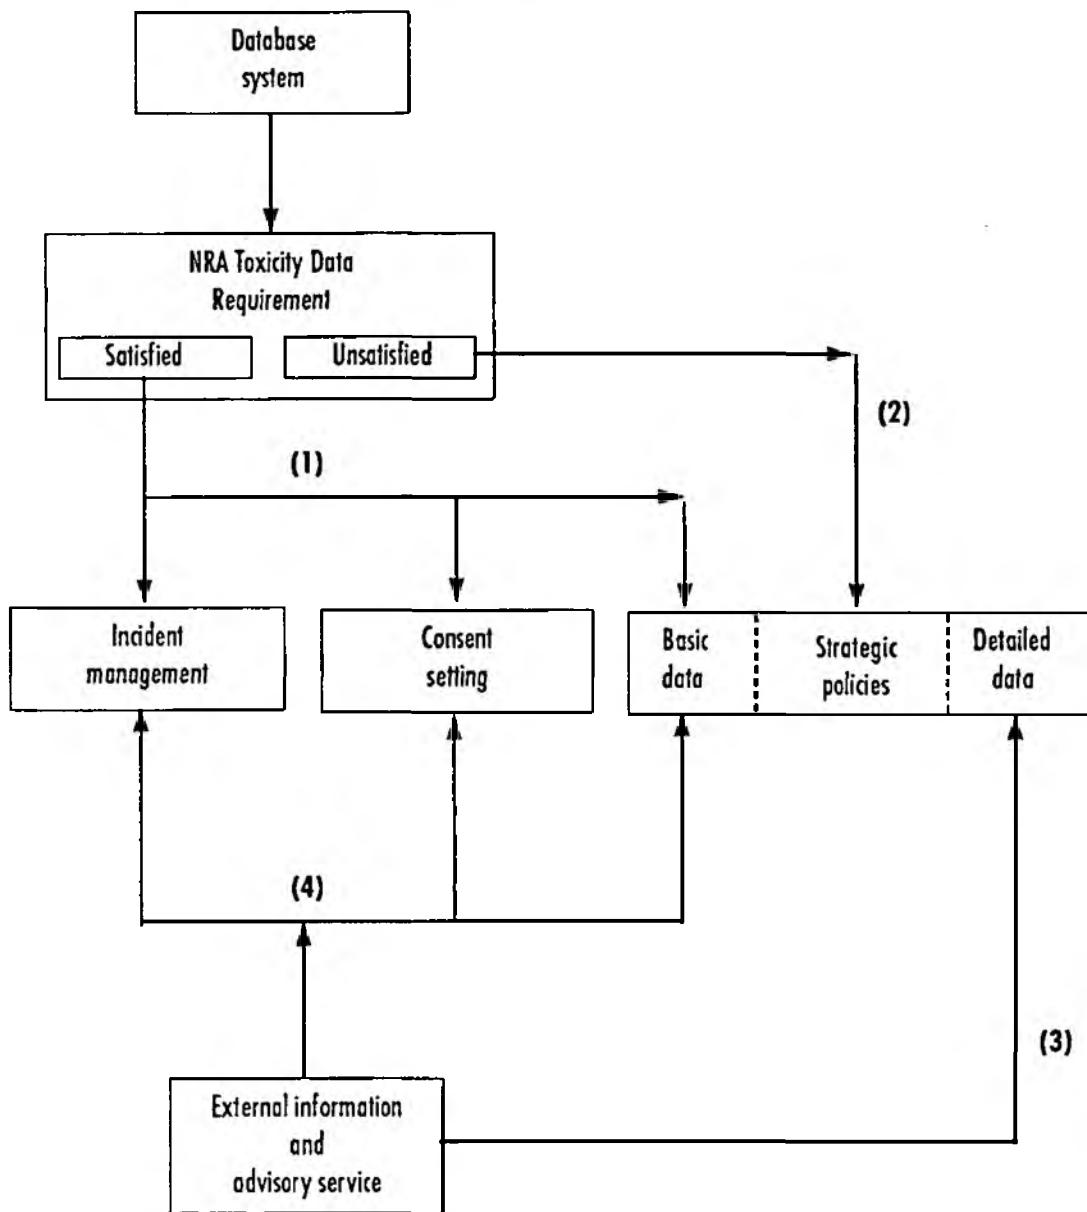 Database
system
NRA Toxicity Data
Requirement
Satisfied
Unsatisfied
(2)
(1)
Incident
management
Consent
setting
Basic
data
Strategic
policies
Detailed
data
(4)
(3)
External information
and
advisory service